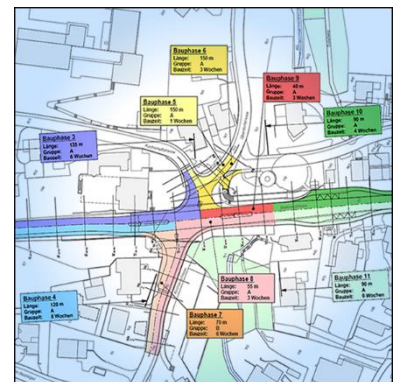 Bauphase 6
Länge: 150 m
Gruppe: A
Bauzeit: 3 Wochen
Bauphase 5
Länge: 150 m
Gruppe: A
Bauzeit: 1 Wochen
Bauphase 9
Länge: 40 m
Gruppe: A
Bauzeit: 3 Wochen
Bauphase 10
Länge: 90 m
Gruppe: A
Bauzeit: 4 Wochen
Bauphase 3
Länge: 135 m
Gruppe: A
Bauzeit: 6 Wochen
Bauphase 8
Länge: 55 m
Gruppe: A
Bauzeit: 3 Wochen
Bauphase 11
Länge: 90 m
Gruppe: A
Bauzeit: 6 Wochen
Bauphase 4
Länge: 120 m
Gruppe: A
Bauzeit: 8 Wochen
Bauphase 7
Länge: 70 m
Gruppe: B
Bauzeit: 6 Wochen